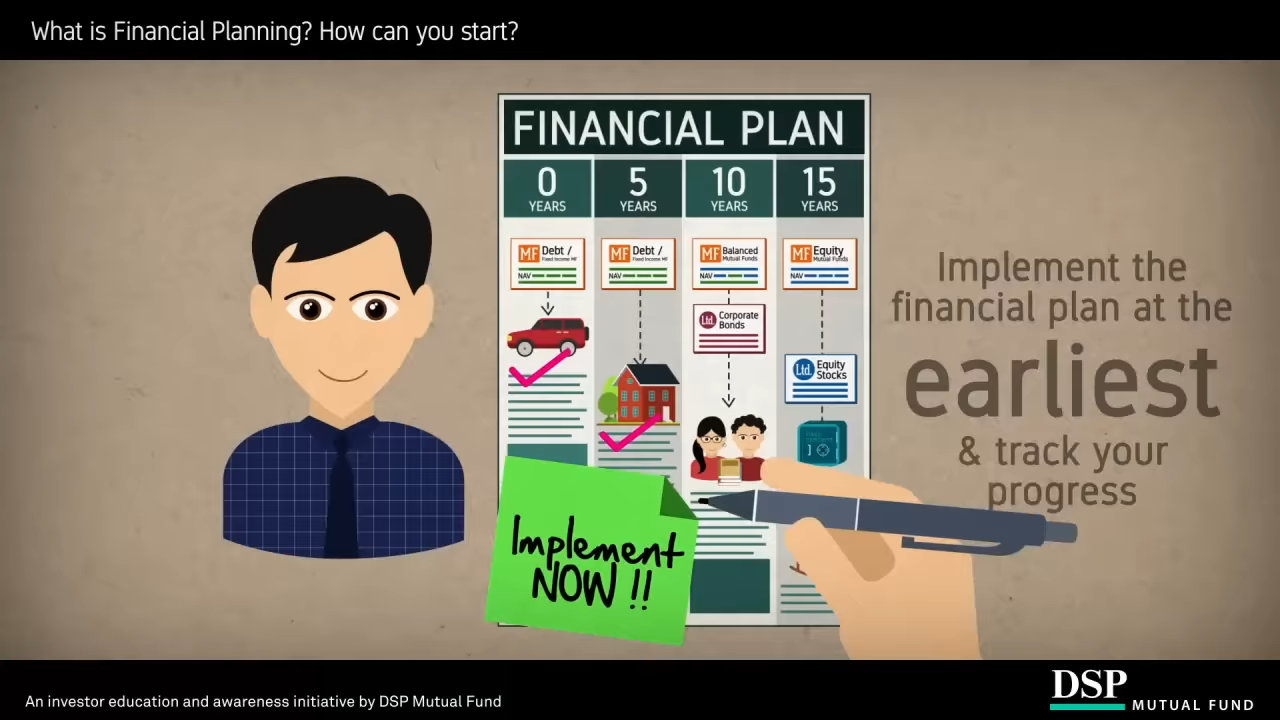 What is Financial Planning? How can you start?
FINANCIAL PLAN
0
YEARS
5
YEARS
10
YEARS
15
YEARS
MF Debt /
Fixed Income MF
NAV
MF Debt /
Fixed Income MF
NAV
MF Balanced
Mutual Funds
NAV
MF Equity
Mutual Funds
NAV
Ltd. Corporate
Bonds
Ltd. Equity
Stocks
Implement the
financial plan at the
earliest
& track your
progress
Implement
NOW !!
An investor education and awareness initiative by DSP Mutual Fund
DSP
MUTUAL FUND